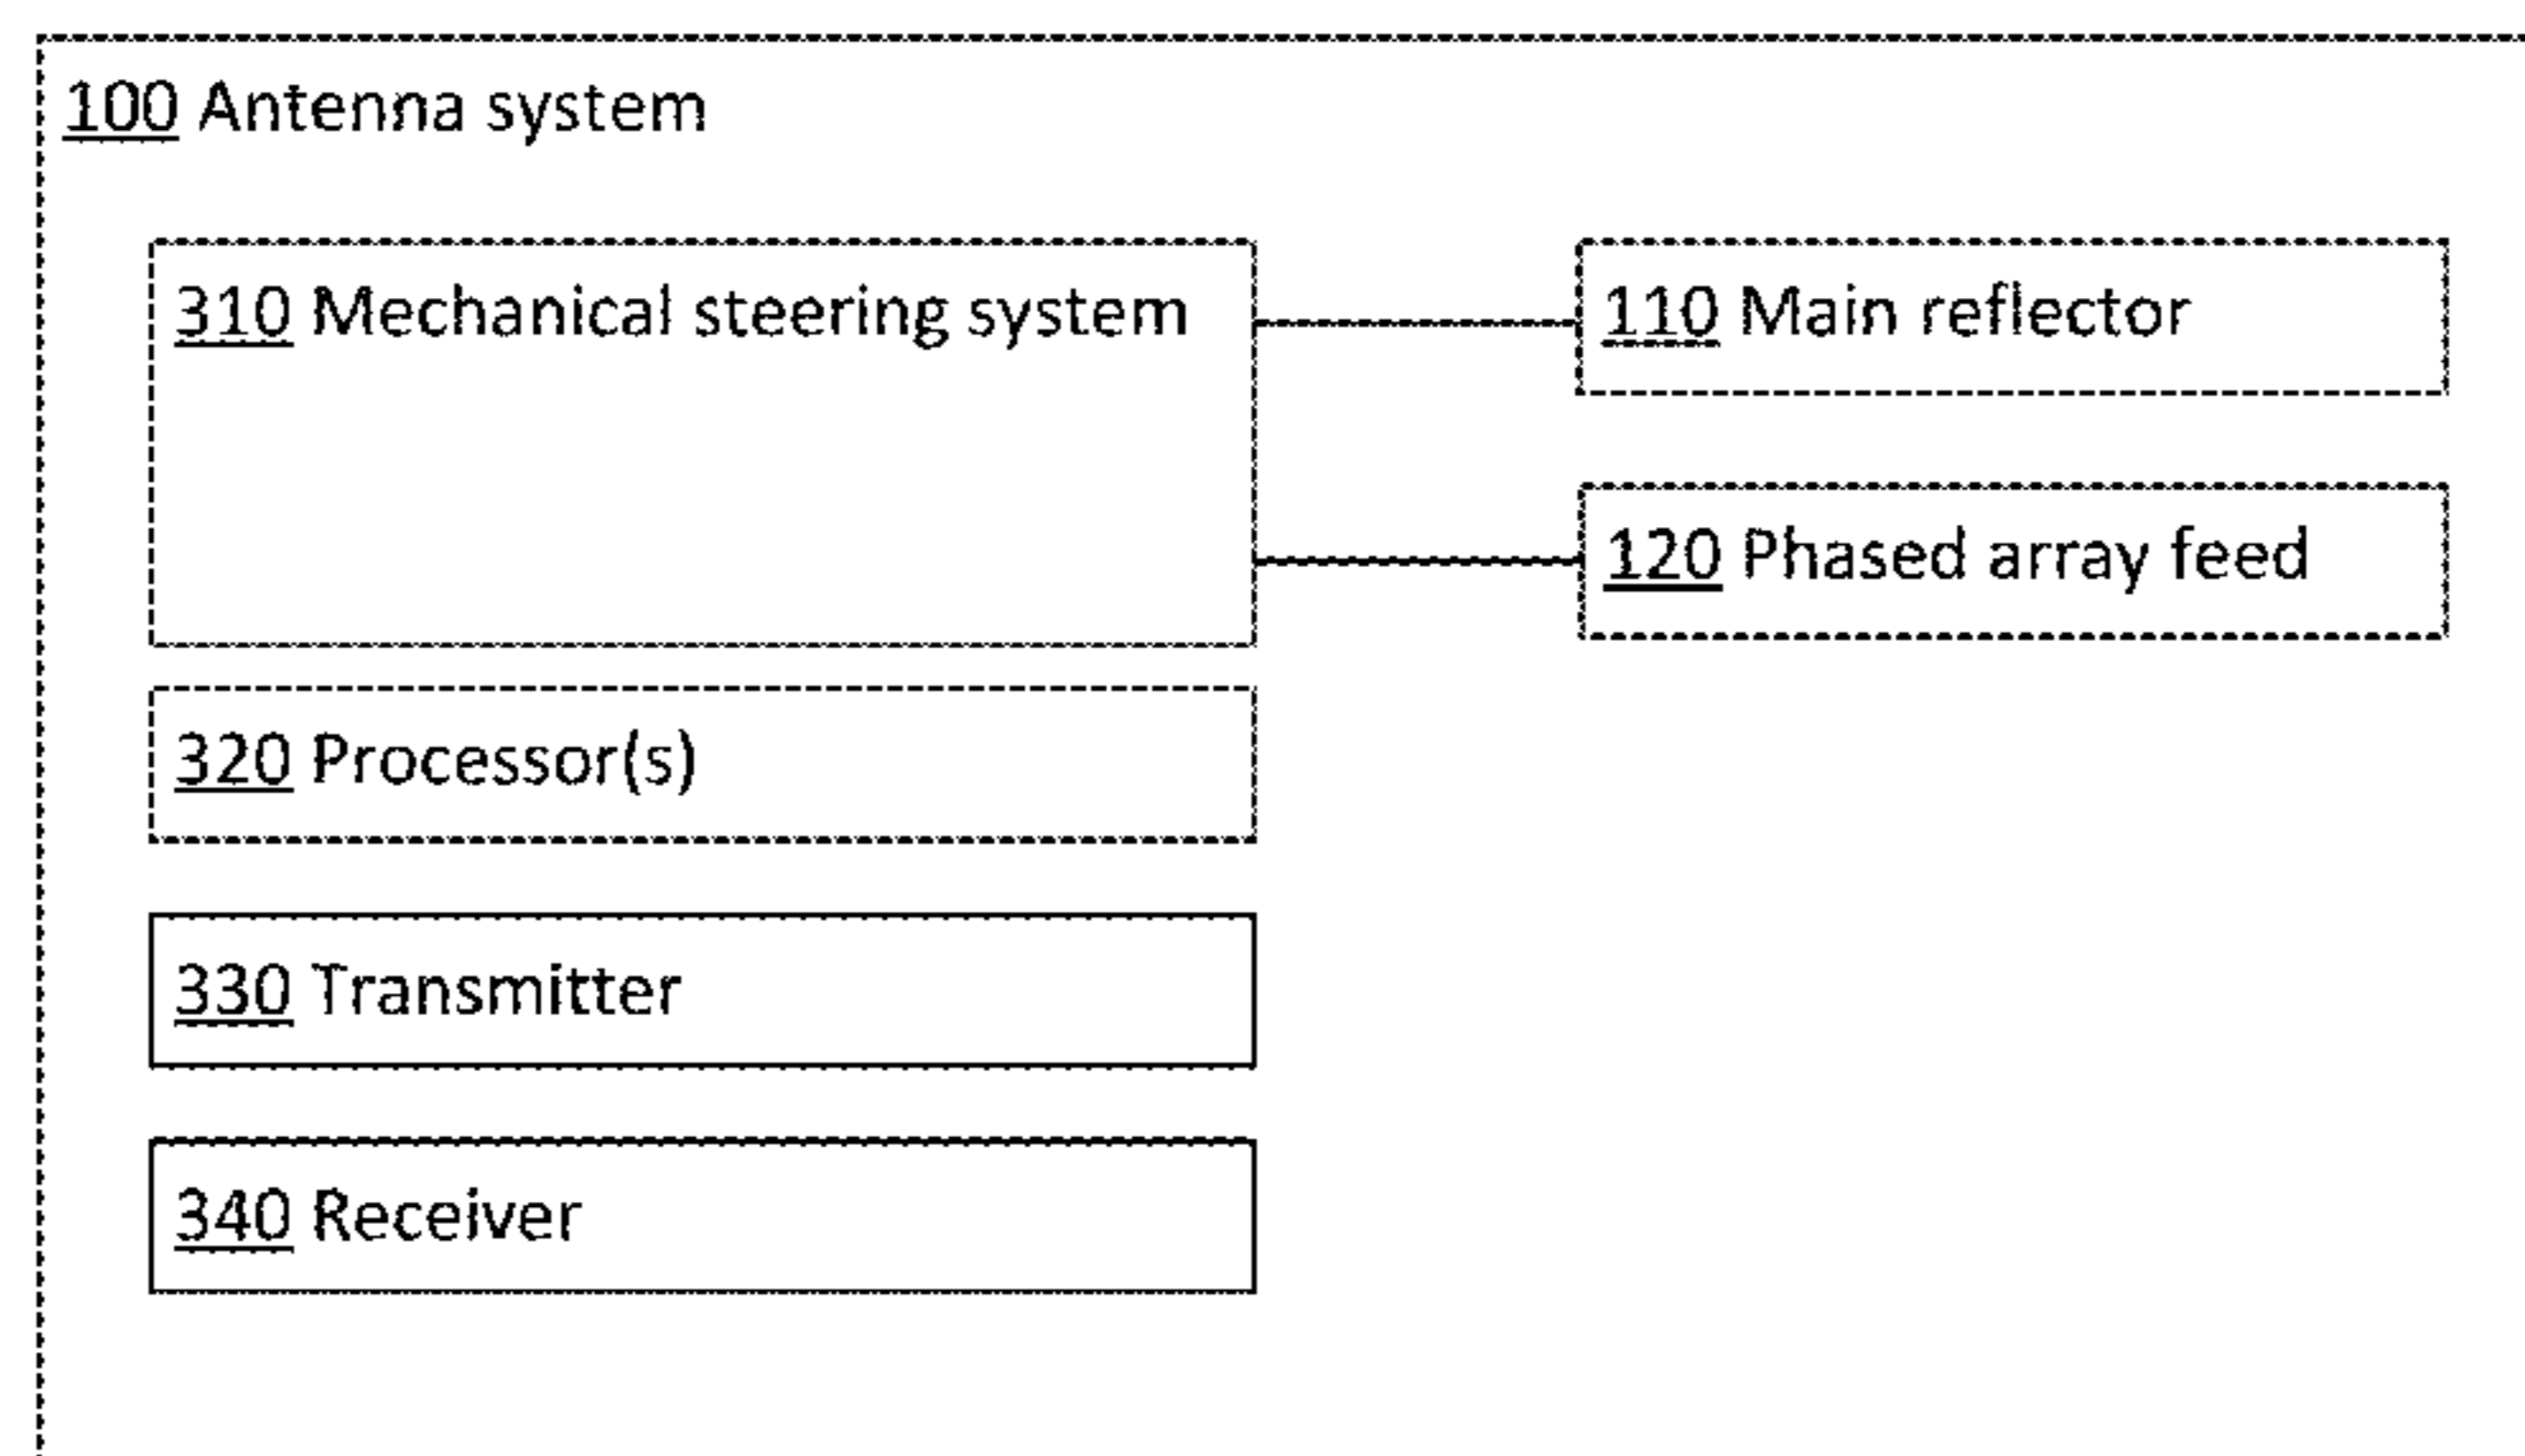 100 Antenna system
310 Mechanical steering system
110 Main reflector
120 Phased array feed
320 Processor(s)
330 Transmitter
340 Receiver